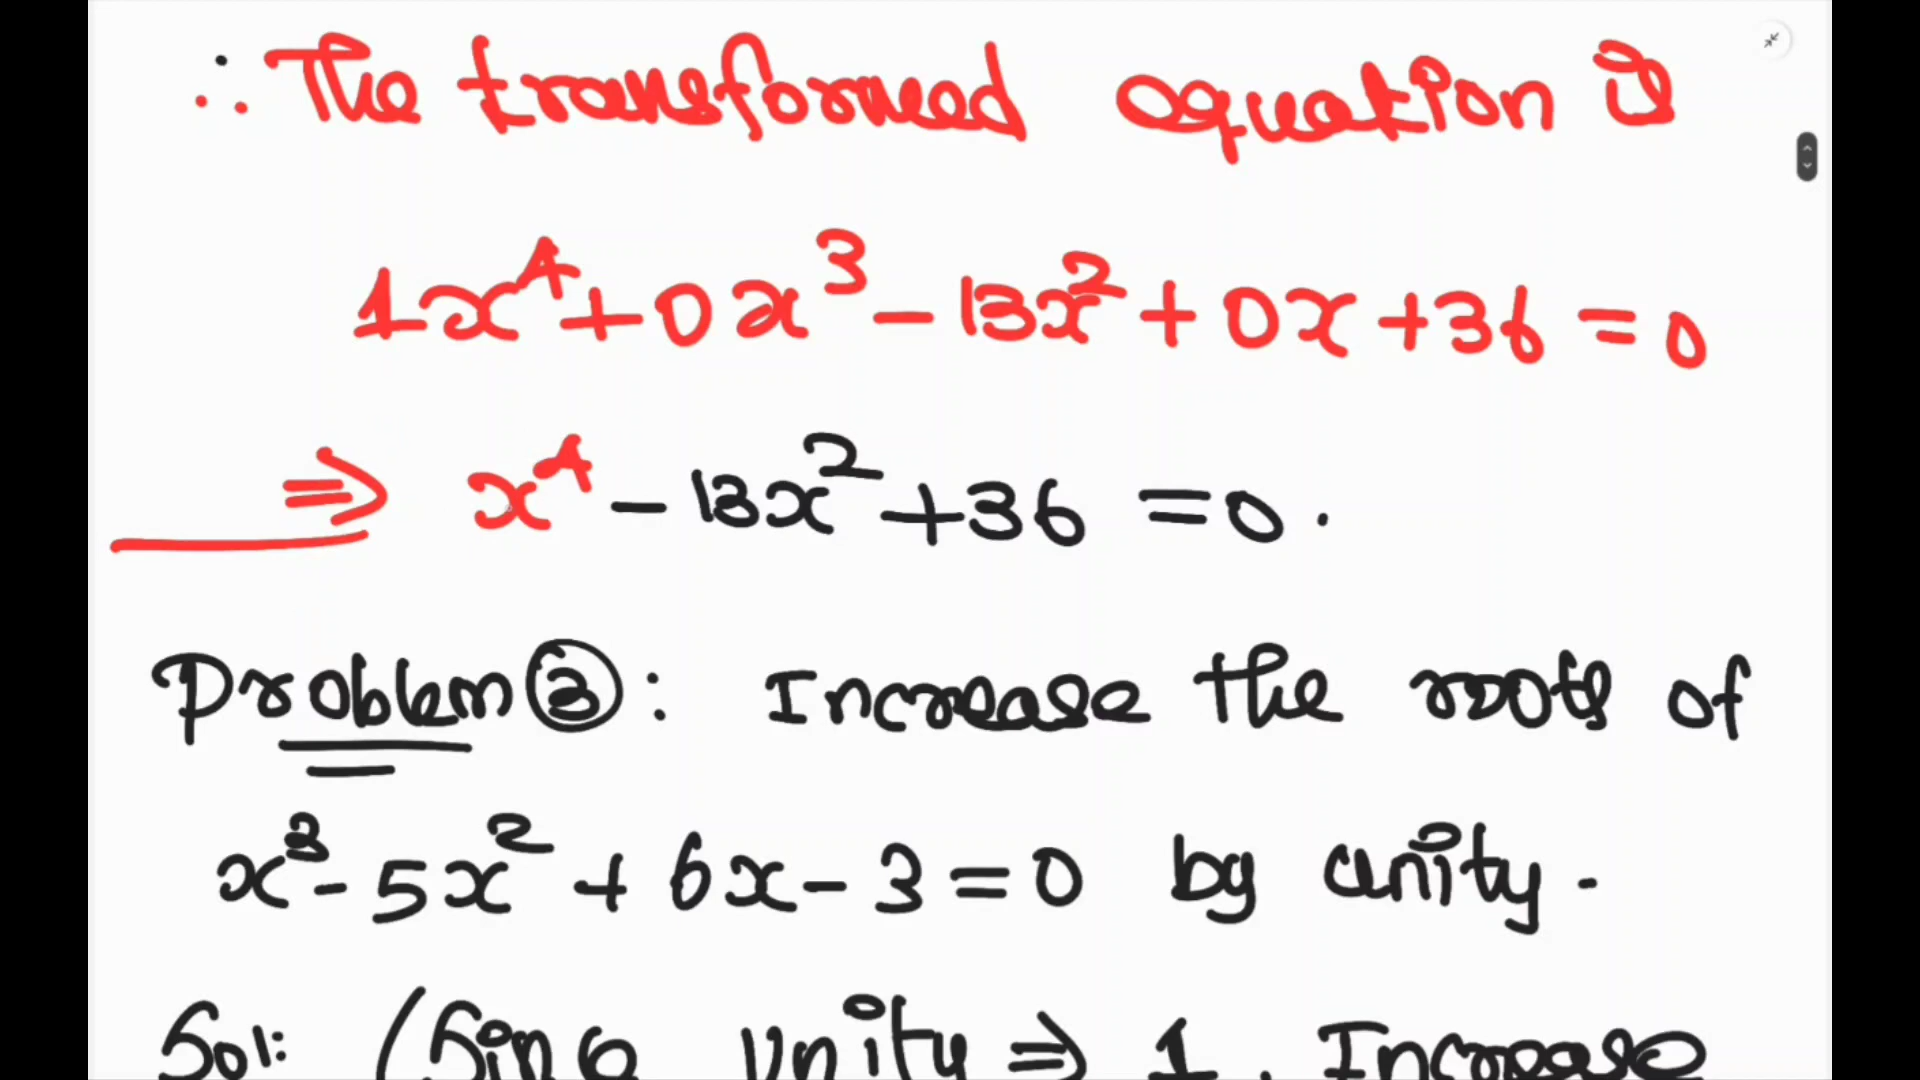 ∴ The transformed equation is
1x⁴ + 0x³ - 13x² + 0x + 36 = 0
⇒ x⁴ - 13x² + 36 = 0.
Problem ③: Increase the roots of
x³ - 5x² + 6x - 3 = 0 by unity.
Sol: (Since unity ⇒ 1, Increase